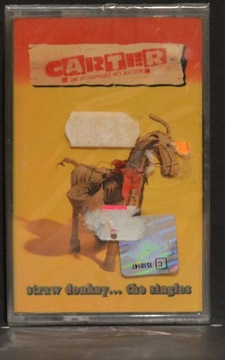 CARTER
THE UNSTOPPABLE SEX MACHINE
C
straw donkey... the singles